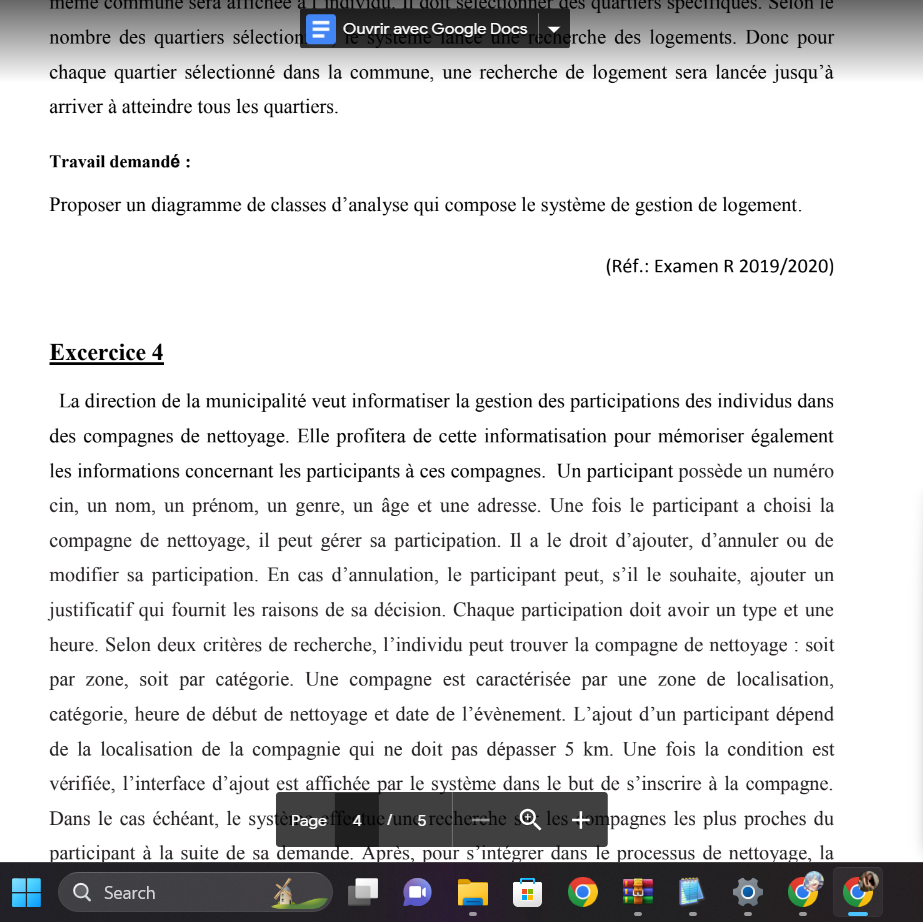 même commune sera affichée à l'individu. Il doit sélectionner des quartiers spécifiques. Selon le
Ouvrir avec Google Docs
nombre des quartiers sélection le système lance une recherche des logements. Donc pour
chaque quartier sélectionné dans la commune, une recherche de logement sera lancée jusqu'à
arriver à atteindre tous les quartiers.
Travail demandé :
Proposer un diagramme de classes d'analyse qui compose le système de gestion de logement.
(Réf.: Examen R 2019/2020)
Excercice 4
La direction de la municipalité veut informatiser la gestion des participations des individus dans
des compagnes de nettoyage. Elle profitera de cette informatisation pour mémoriser également
les informations concernant les participants à ces compagnes. Un participant possède un numéro
cin, un nom, un prénom, un genre, un âge et une adresse. Une fois le participant a choisi la
compagne de nettoyage, il peut gérer sa participation. Il a le droit d'ajouter, d'annuler ou de
modifier sa participation. En cas d'annulation, le participant peut, s'il le souhaite, ajouter un
justificatif qui fournit les raisons de sa décision. Chaque participation doit avoir un type et une
heure. Selon deux critères de recherche, l'individu peut trouver la compagne de nettoyage : soit
par zone, soit par catégorie. Une compagne est caractérisée par une zone de localisation,
catégorie, heure de début de nettoyage et date de l'évènement. L'ajout d'un participant dépend
de la localisation de la compagnie qui ne doit pas dépasser 5 km. Une fois la condition est
vérifiée, l'interface d'ajout est affichée par le système dans le but de s'inscrire à la compagne.
Dans le cas échéant, le système effectue une recherche sur les compagnes les plus proches du
Page 4 / 5
participant à la suite de sa demande. Après, pour s'intégrer dans le processus de nettoyage, la
Search